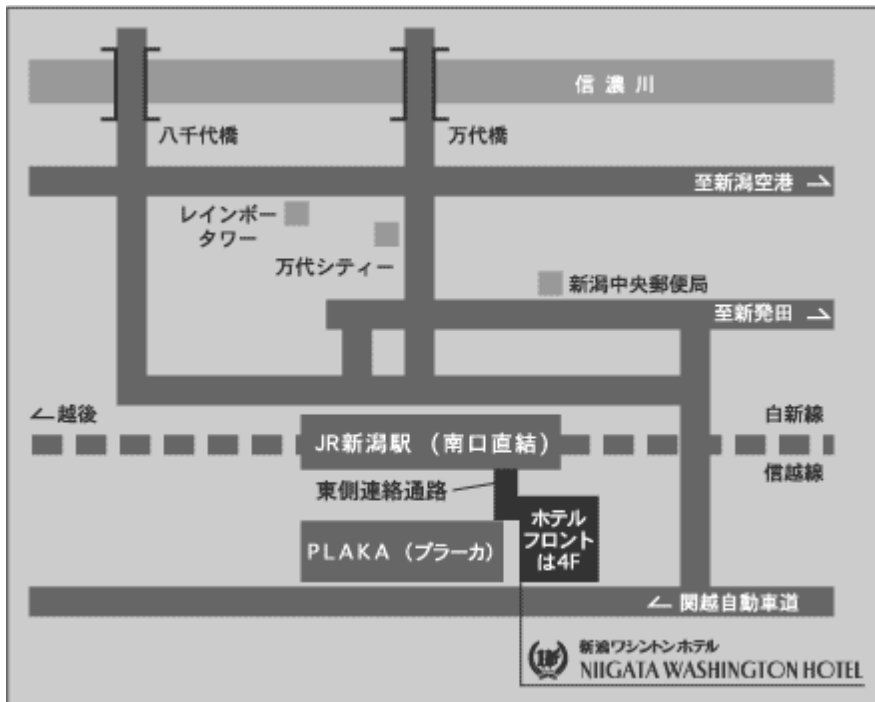 信濃川
八千代橋
万代橋
至新潟空港
レインボー
タワー
万代シティー
新潟中央郵便局
至新発田
越後
白新線
JR新潟駅 (南口直結)
信越線
東側連絡通路
ホテル
フロント
は4F
PLAKA (プラーカ)
関越自動車道
新潟ワシントンホテル
NIIGATA WASHINGTON HOTEL